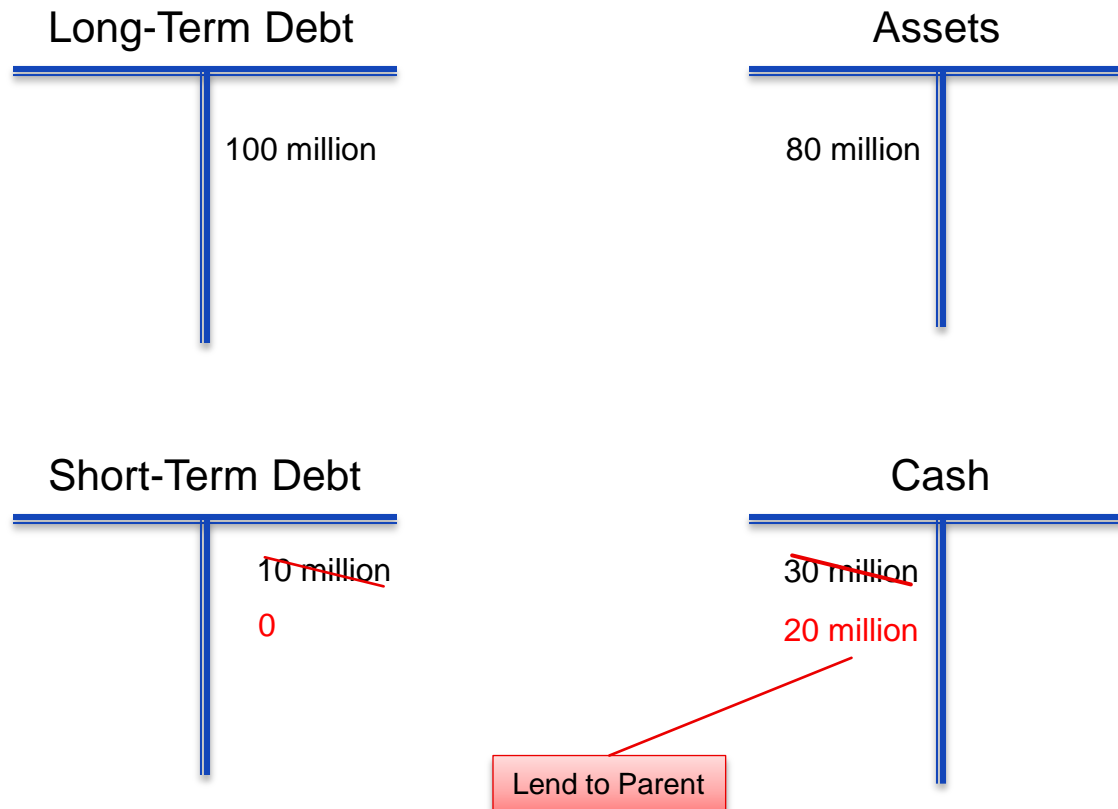 Long-Term Debt
Assets
100 million
80 million
Short-Term Debt
Cash
10 million
30 million
0
20 million
Lend to Parent